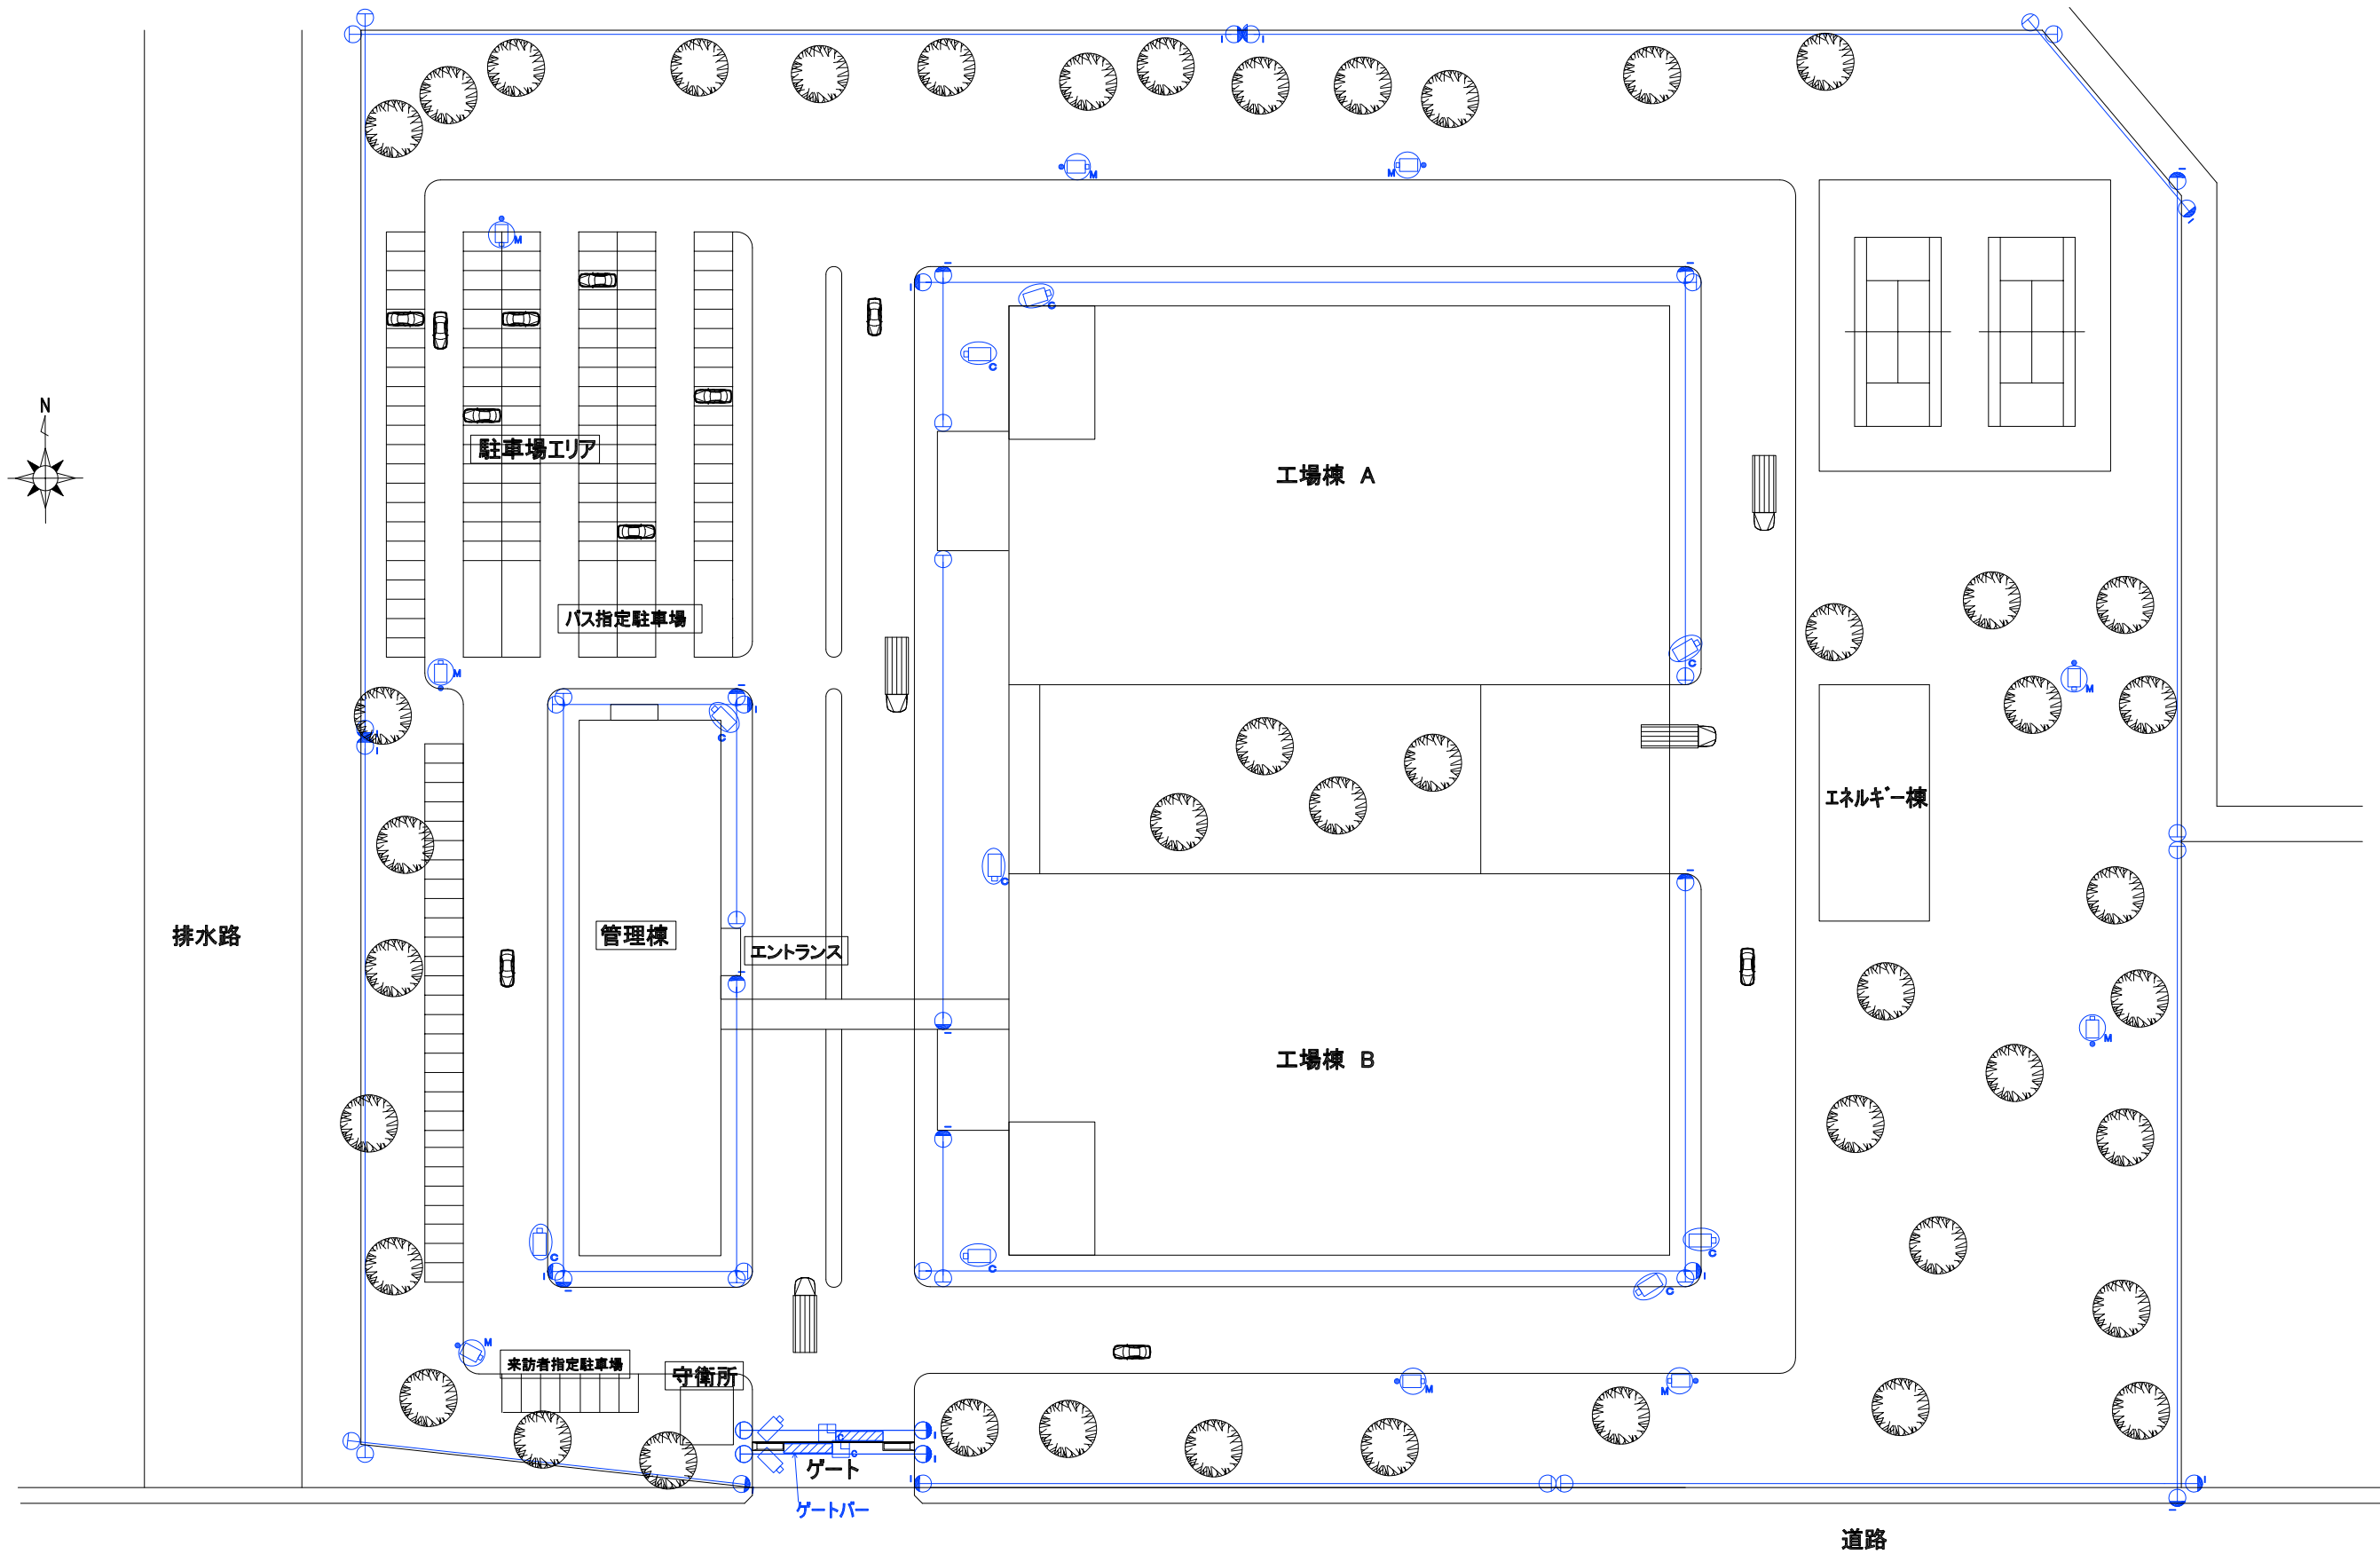 N
駐車場エリア
工場棟 A
バス指定駐車場
エネルギー棟
排水路
管理棟
エントランス
工場棟 B
来訪者指定駐車場
守衛所
ゲート
ゲートバー
道路